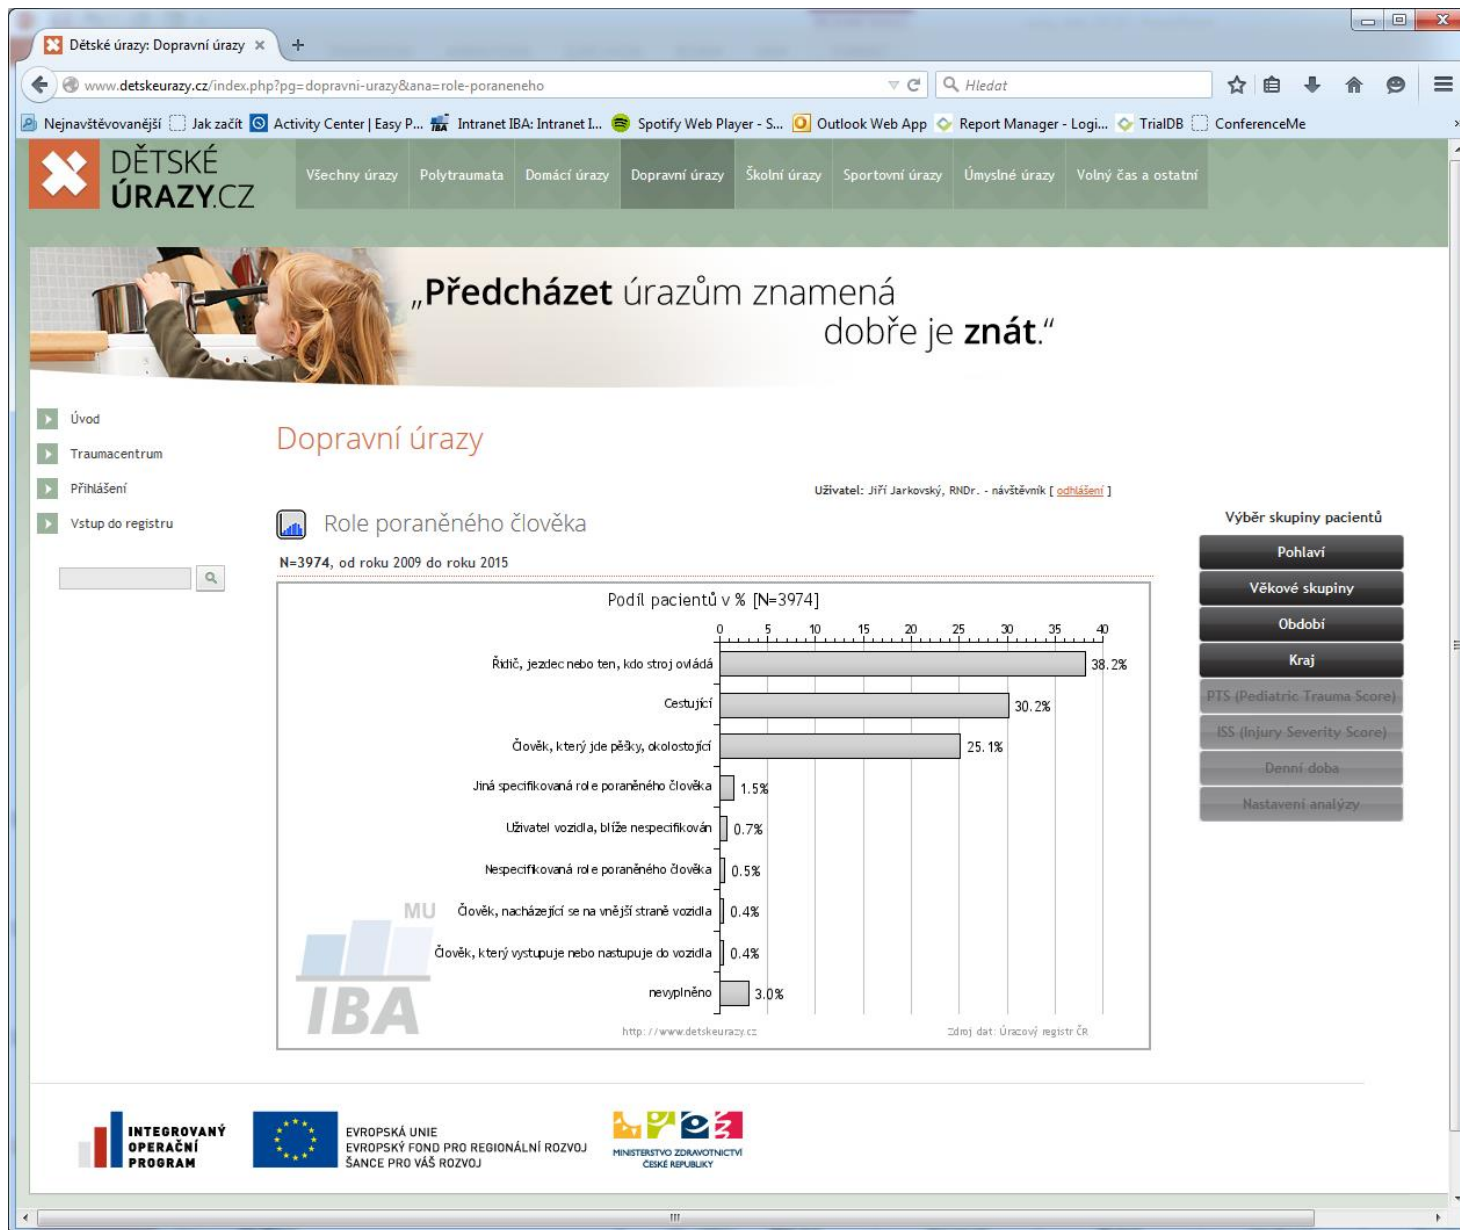 Dětské úrazy: Dopravní úrazy
www.detskeurazy.cz/index.php?pg=dopravni-urazy&ana=role-poraneneho
Hledat
Nejnavštěvovanější Jak začít Activity Center | Easy P... Intranet IBA: Intranet I... Spotify Web Player - S... Outlook Web App Report Manager - Logi... TrialDB ConferenceMe
DĚTSKÉ
ÚRAZY.CZ
Všechny úrazy Polytraumata Domácí úrazy Dopravní úrazy Školní úrazy Sportovní úrazy Úmyslné úrazy Volný čas a ostatní
„Předcházet úrazům znamená
dobře je znát.“
Úvod
Traumacentrum
Přihlášení
Vstup do registru
Dopravní úrazy
Uživatel: Jiří Jarkovský, RNDr. - návštěvník [ odhlášení ]
Role poraněného člověka
N=3974, od roku 2009 do roku 2015
Podíl pacientů v % [N=3974]
0 5 10 15 20 25 30 35 40
Řidič, jezdec nebo ten, kdo stroj ovládá 38.2%
Cestující 30.2%
Člověk, který jde pěšky, okolostojící 25.1%
Jiná specifikovaná role poraněného člověka 1.5%
Uživatel vozidla, blíže nespecifikován 0.7%
Nespecifikovaná role poraněného člověka 0.5%
Člověk, nacházející se na vnější straně vozidla 0.4%
Člověk, který vystupuje nebo nastupuje do vozidla 0.4%
nevyplněno 3.0%
MU
IBA
http://www.detskeurazy.cz
Zdroj dat: Úrazový registr ČR
Výběr skupiny pacientů
Pohlaví
Věkové skupiny
Období
Kraj
PTS (Pediatric Trauma Score)
ISS (Injury Severity Score)
Denní doba
Nastavení analýzy
INTEGROVANÝ
OPERAČNÍ
PROGRAM
EVROPSKÁ UNIE
EVROPSKÝ FOND PRO REGIONÁLNÍ ROZVOJ
ŠANCE PRO VÁŠ ROZVOJ
MINISTERSTVO ZDRAVOTNICTVÍ
ČESKÉ REPUBLIKY